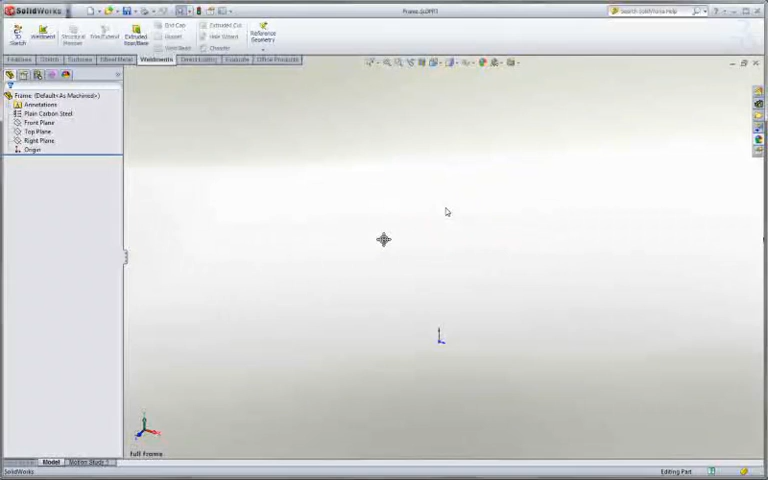 SolidWorks
Frame.SLDPRT
Search SolidWorks Help
3D Sketch
Weldment
Structural Member
Trim/Extend
Extruded Boss/Base
End Cap
Gusset
Weld Bead
Extruded Cut
Hole Wizard
Chamfer
Reference Geometry
Features
Sketch
Surfaces
Sheet Metal
Weldments
Direct Editing
Evaluate
Office Products
Frame (Default<As Machined>)
Annotations
Plain Carbon Steel
Front Plane
Top Plane
Right Plane
Origin
Full Frame
Model
Motion Study 1
SolidWorks
Editing Part